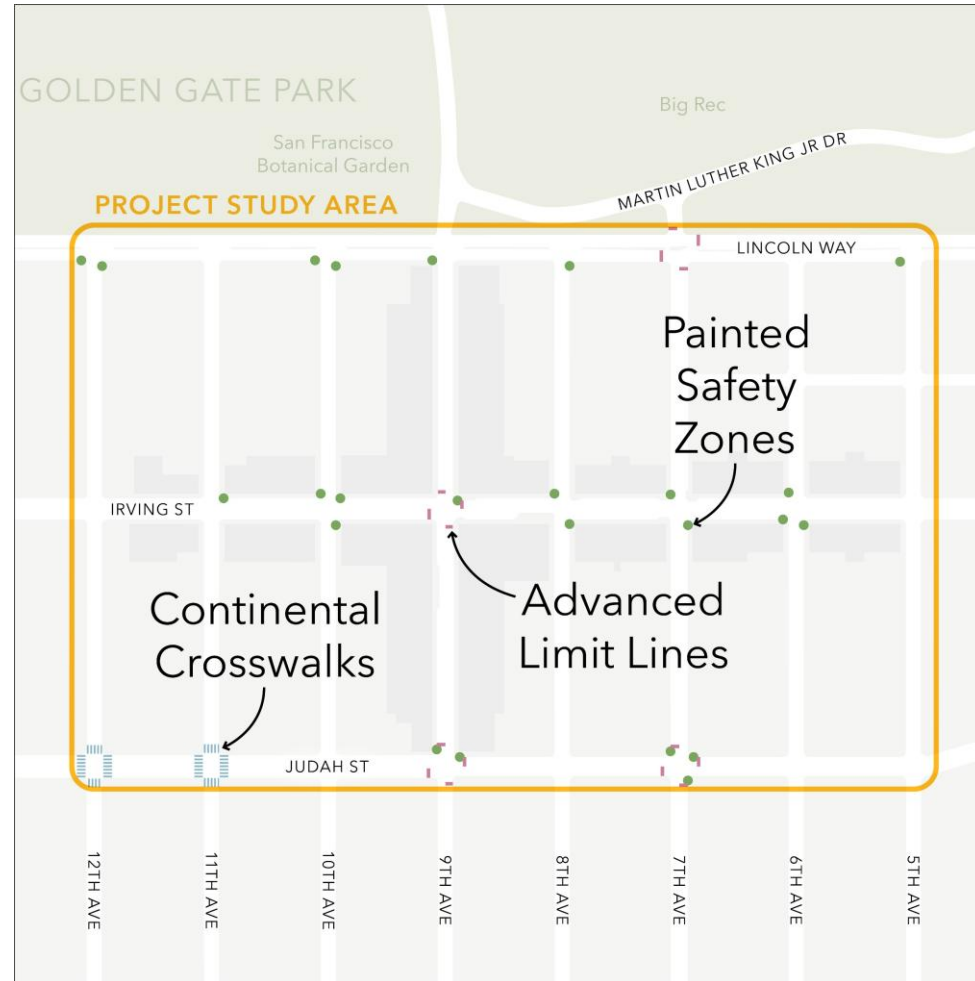 GOLDEN GATE PARK
Big Rec
San Francisco
Botanical Garden
MARTIN LUTHER KING JR DR
PROJECT STUDY AREA
LINCOLN WAY
Painted
Safety
Zones
IRVING ST
Continental
Crosswalks
Advanced
Limit Lines
JUDAH ST
12TH AVE
11TH AVE
10TH AVE
9TH AVE
8TH AVE
7TH AVE
6TH AVE
5TH AVE